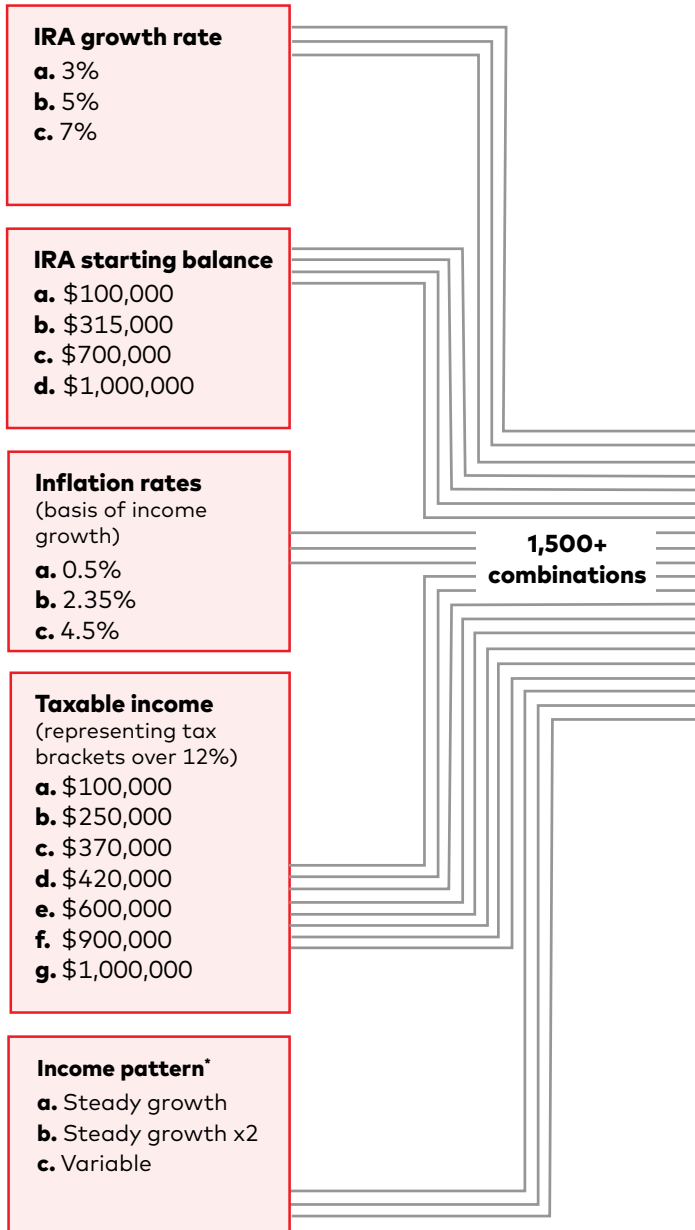 IRA growth rate
a. 3%
b. 5%
c. 7%
IRA starting balance
a. $100,000
b. $315,000
c. $700,000
d. $1,000,000
Inflation rates
(basis of income
growth)
a. 0.5%
b. 2.35%
c. 4.5%
Taxable income
(representing tax
brackets over 12%)
a. $100,000
b. $250,000
c. $370,000
d. $420,000
e. $600,000
f. $900,000
g. $1,000,000
Income pattern*
a. Steady growth
b. Steady growth x2
c. Variable
1,500+
combinations